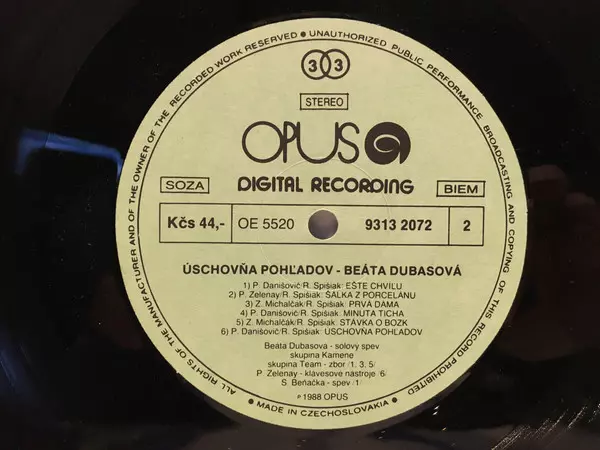 ALL RIGHTS OF THE MANUFACTURER AND OF THE OWNER OF THE RECORDED WORK RESERVED • UNAUTHORIZED PUBLIC PERFORMANCE BROADCASTING AND COPYING OF THIS RECORD PROHIBITED
33
STEREO
OPUS
SOZA DIGITAL RECORDING BIEM
Kčs 44,- OE 5520 9313 2072 2
ÚSCHOVŇA POHĽADOV - BEÁTA DUBASOVÁ
1) P. Danišovič/R. Spišiak: EŠTE CHVÍĽU
2) P. Zelenay/R. Spišiak: ŠÁLKA Z PORCELÁNU
3) Z. Michalčák/R. Spišiak: PRVÁ DÁMA
4) P. Danišovič/R. Spišiak: MINÚTA TICHA
5) Z. Michalčák/R. Spišiak: STÁVKA O BOZK
6) P. Danišovič/R. Spišiak: ÚSCHOVŇA POHĽADOV
Beáta Dubasová - sólový spev
skupina Kamene
skupina Team - zbor /1, 3, 5/
P. Zelenay - klávesové nástroje /6/
S. Beňačka - spev /1/
℗ 1988 OPUS
• MADE IN CZECHOSLOVAKIA •